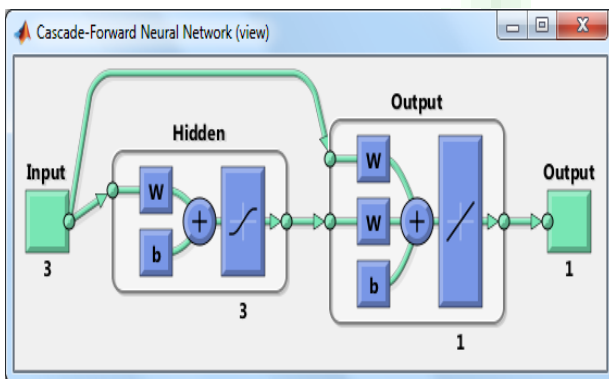 Cascade-Forward Neural Network (view)
Output
Hidden
Input
Output
W
W
W
b
b
3
1
3
1